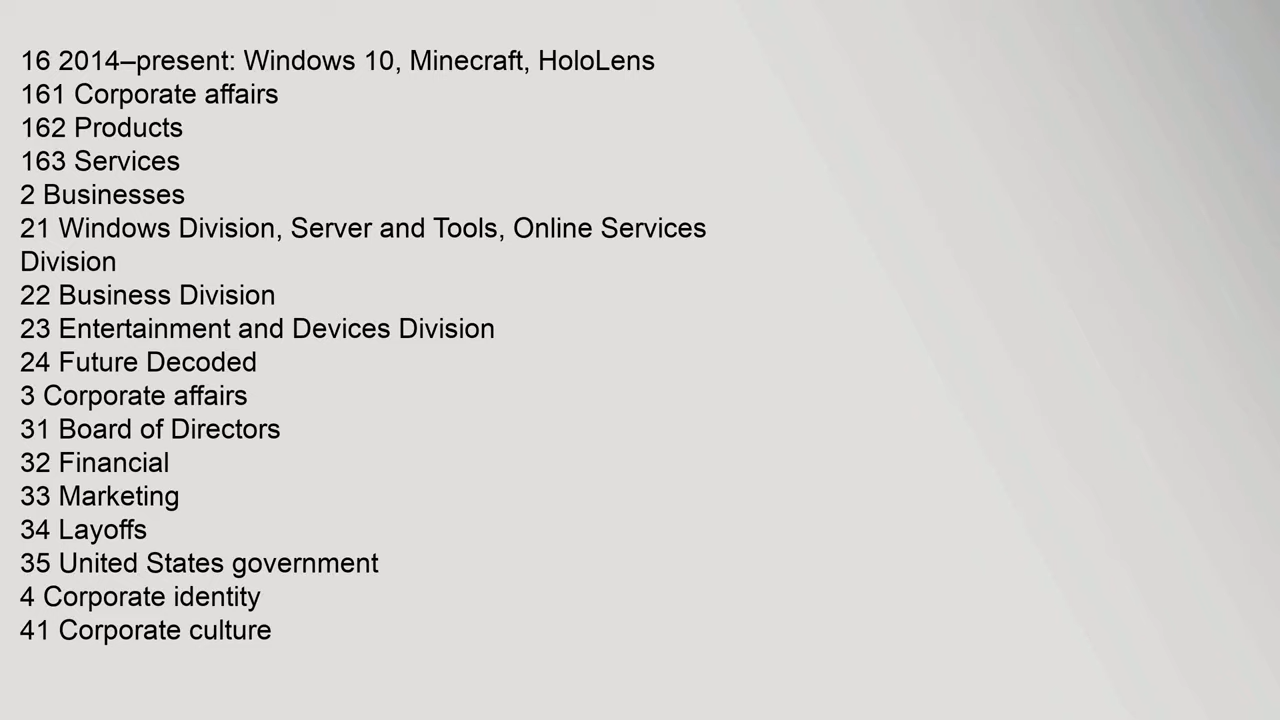 16 2014–present: Windows 10, Minecraft, HoloLens
161 Corporate affairs
162 Products
163 Services
2 Businesses
21 Windows Division, Server and Tools, Online Services
Division
22 Business Division
23 Entertainment and Devices Division
24 Future Decoded
3 Corporate affairs
31 Board of Directors
32 Financial
33 Marketing
34 Layoffs
35 United States government
4 Corporate identity
41 Corporate culture